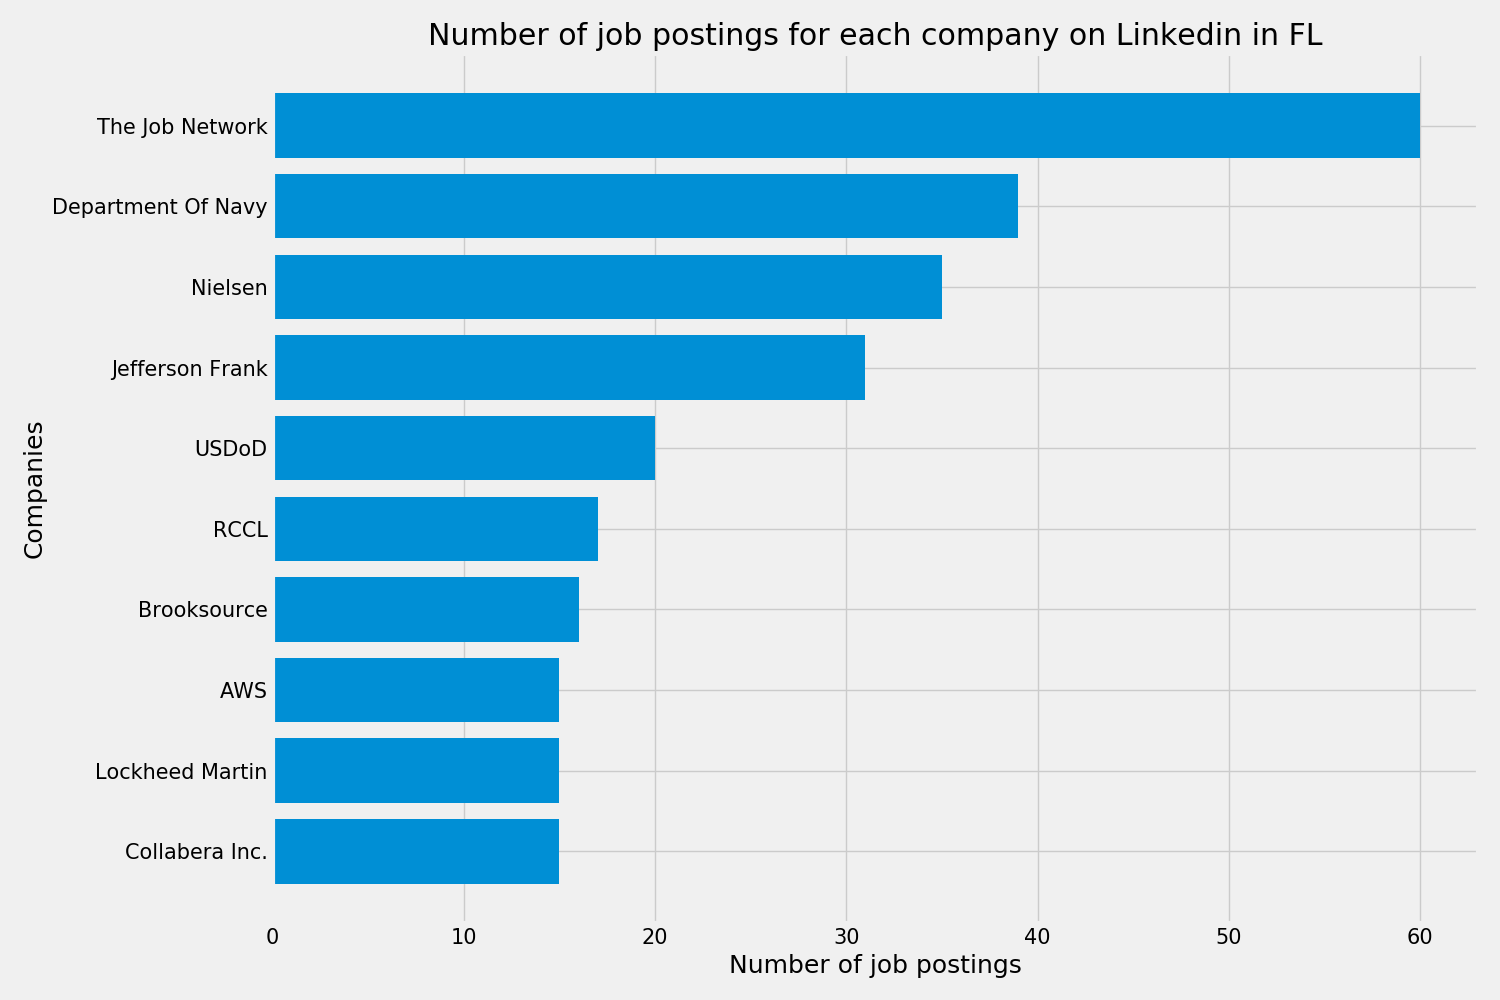 Number of job postings for each company on Linkedin in FL
The Job Network
Department Of Navy
Nielsen
Jefferson Frank
USDoD
RCCL
Brooksource
AWS
Lockheed Martin
Collabera Inc.
Companies
0 10 20 30 40 50 60
Number of job postings